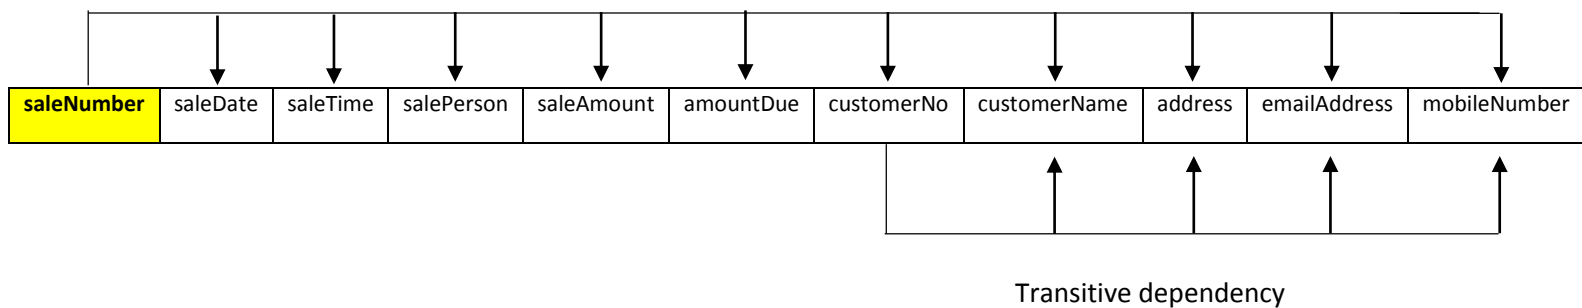 saleNumber saleDate saleTime salePerson saleAmount amountDue customerNo customerName address emailAddress mobileNumber
Transitive dependency